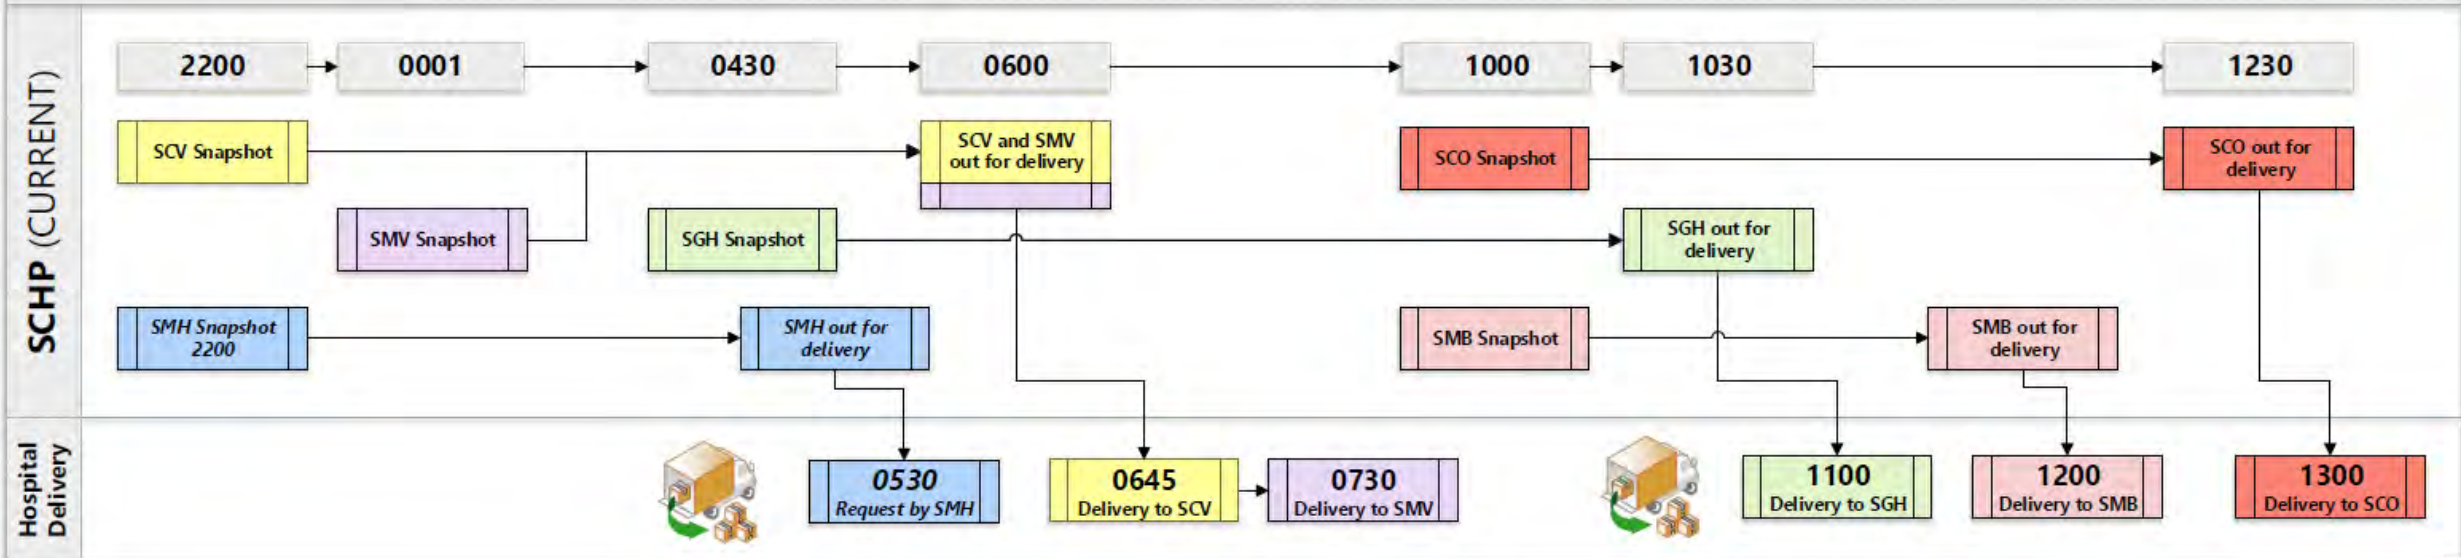 SCHP (CURRENT)
2200
0001
0430
0600
1000
1030
1230
SCV Snapshot
SCV and SMV
out for delivery
SCO Snapshot
SCO out for
delivery
SMV Snapshot
SGH Snapshot
SGH out for
delivery
SMH Snapshot
2200
SMH out for
delivery
SMB Snapshot
SMB out for
delivery
Hospital
Delivery
0530
Request by SMH
0645
Delivery to SCV
0730
Delivery to SMV
1100
Delivery to SGH
1200
Delivery to SMB
1300
Delivery to SCO